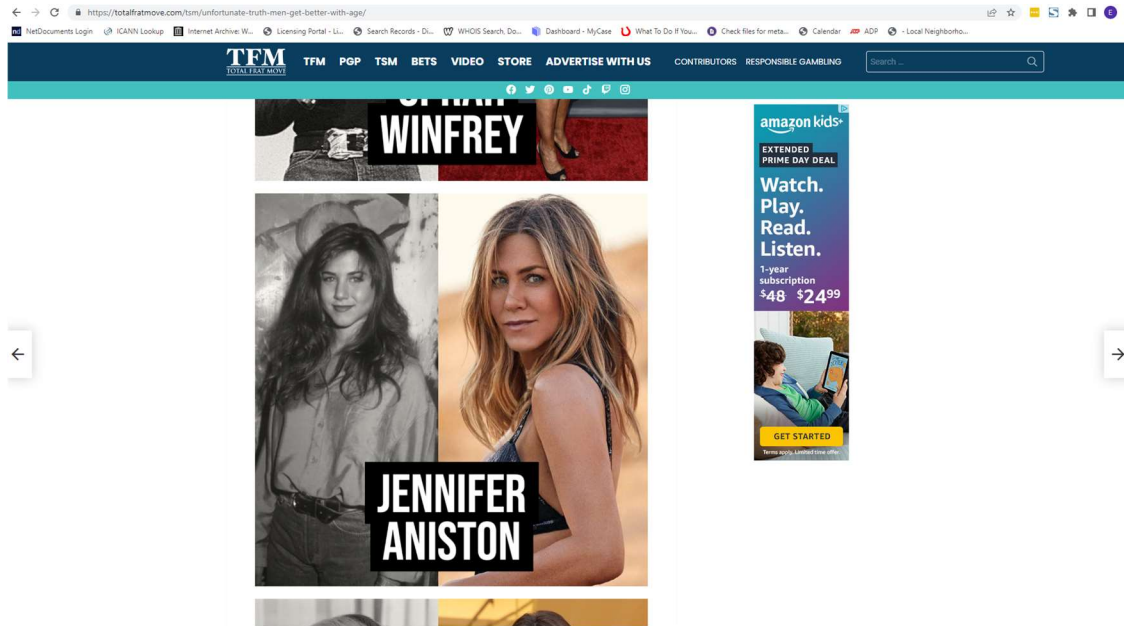 https://totalfratmove.com/tsm/unfortunate-truth-men-get-better-with-age/
E
nd NetDocuments Login ICANN Lookup Internet Archive: W... Licensing Portal - Li... Search Records - Di... WHOIS Search, Do... Dashboard - MyCase What To Do If You... Check files for meta... Calendar ADP - Local Neighborho...
TFM
TOTAL FRAT MOVE
TFM PGP TSM BETS VIDEO STORE ADVERTISE WITH US CONTRIBUTORS RESPONSIBLE GAMBLING Search ...
OPRAH
WINFREY
JENNIFER
ANISTON
amazon kids+
EXTENDED
PRIME DAY DEAL
Watch.
Play.
Read.
Listen.
1-year
subscription
$48 $2499
GET STARTED
Terms apply. Limited time offer.